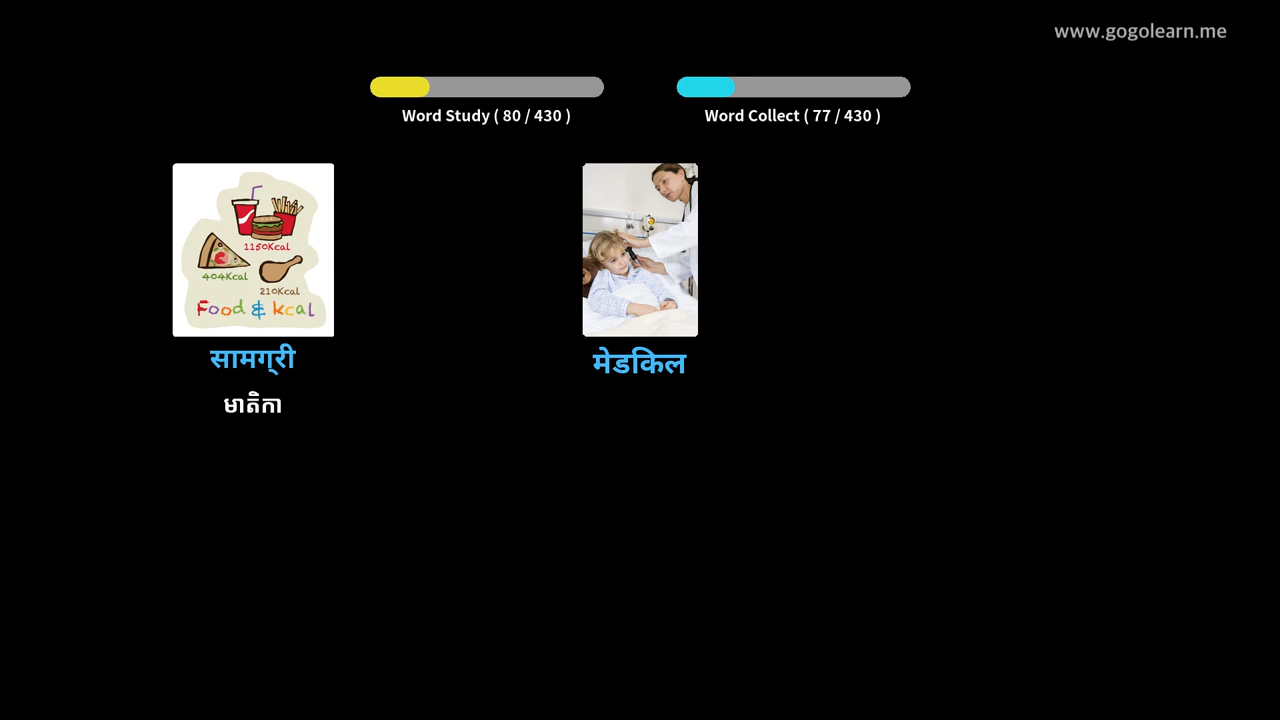 www.gogolearn.me
Word Study ( 80 / 430 )
Word Collect ( 77 / 430 )
1150Kcal
404Kcal
210Kcal
Food & kcal
सामग्री
मेडकिल
មាតិកា